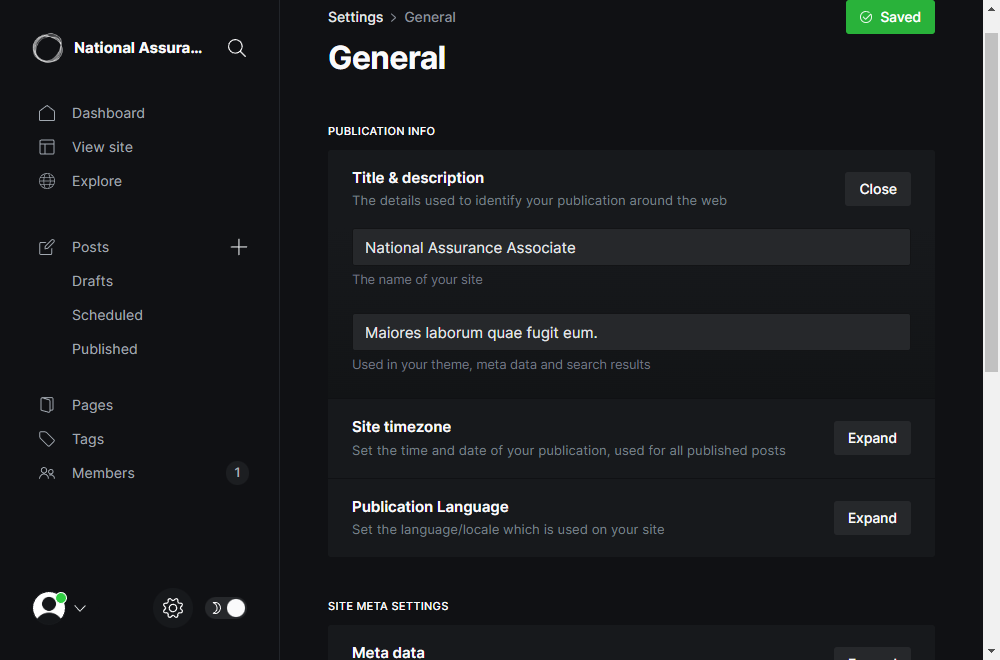 National Assura...
Dashboard
View site
Explore
Posts
Drafts
Scheduled
Published
Pages
Tags
Members
1
Settings > General
Saved
General
PUBLICATION INFO
Title & description
The details used to identify your publication around the web
Close
National Assurance Associate
The name of your site
Maiores laborum quae fugit eum.
Used in your theme, meta data and search results
Site timezone
Set the time and date of your publication, used for all published posts
Expand
Publication Language
Set the language/locale which is used on your site
Expand
SITE META SETTINGS
Meta data